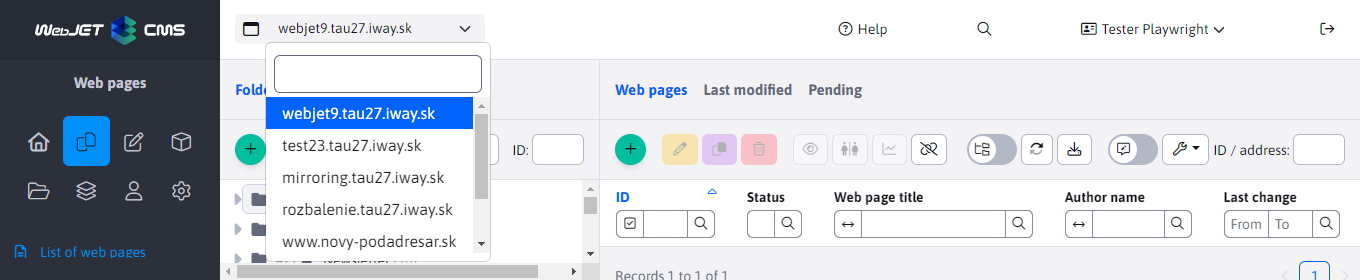 WebJET CMS
webjet9.tau27.iway.sk
Help
Tester Playwright
Web pages
webjet9.tau27.iway.sk
test23.tau27.iway.sk
mirroring.tau27.iway.sk
rozbalenie.tau27.iway.sk
www.novy-podadresar.sk
Folde
Web pages Last modified Pending
ID:
ID / address:
ID Status Web page title Author name Last change
From To
List of web pages
Records 1 to 1 of 1
1